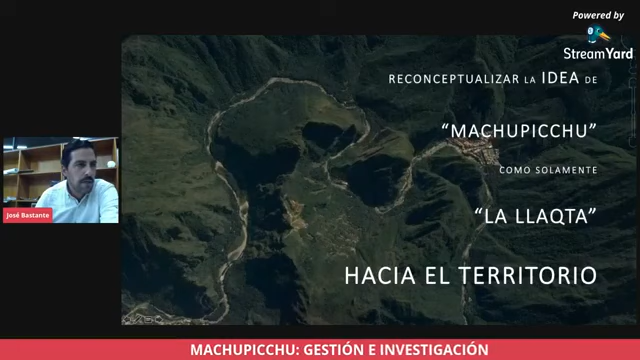 Powered by
StreamYard
RECONCEPTUALIZAR LA IDEA DE
“MACHUPICCHU”
COMO SOLAMENTE
“LA LLAQTA”
HACIA EL TERRITORIO
José Bastante
MACHUPICCHU: GESTIÓN E INVESTIGACIÓN